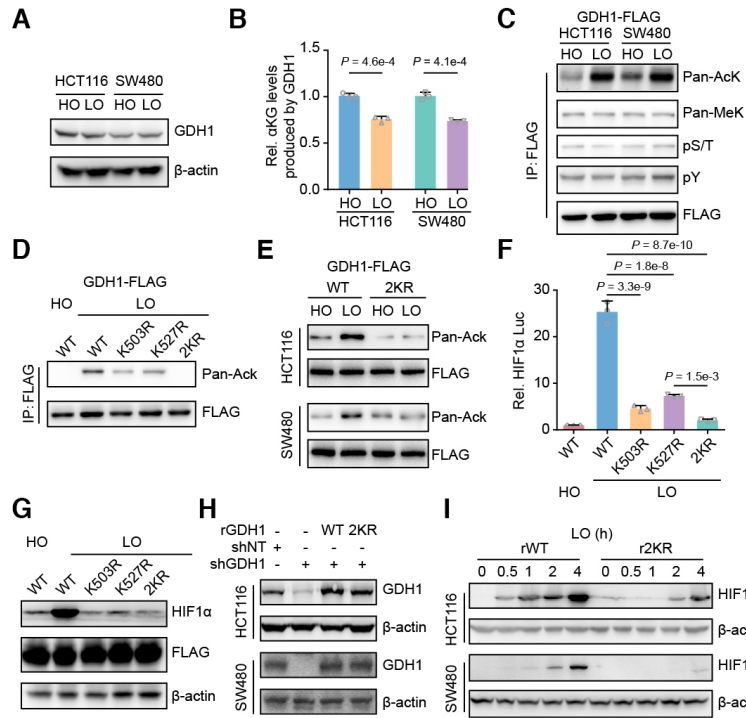 A
HCT116 SW480
HO LO HO LO
GDH1
β-actin
B
Rel. αKG levels
produced by GDH1
1.5
1.0
0.5
0.0
P = 4.6e-4
P = 4.1e-4
HO LO HO LO
HCT116 SW480
C
GDH1-FLAG
HCT116 SW480
HO LO HO LO
IP: FLAG
Pan-AcK
Pan-MeK
pS/T
pY
FLAG
D
GDH1-FLAG
HO LO
WT WT K503R K527R 2KR
IP: FLAG
Pan-Ack
FLAG
E
GDH1-FLAG
WT 2KR
HO LO HO LO
HCT116
Pan-Ack
FLAG
SW480
Pan-Ack
FLAG
F
Rel. HIF1α Luc
30
20
10
0
P = 8.7e-10
P = 1.8e-8
P = 3.3e-9
P = 1.5e-3
WT WT K503R K527R 2KR
HO LO
G
HO LO
WT WT K503R K527R 2KR
HIF1α
FLAG
β-actin
H
rGDH1 - - WT 2KR
shNT + - - -
shGDH1 - + + +
HCT116
GDH1
β-actin
SW480
GDH1
β-actin
I
LO (h)
rWT r2KR
0 0.5 1 2 4 0 0.5 1 2 4
HCT116
HIF1
β-ac
SW480
HIF1
β-ac